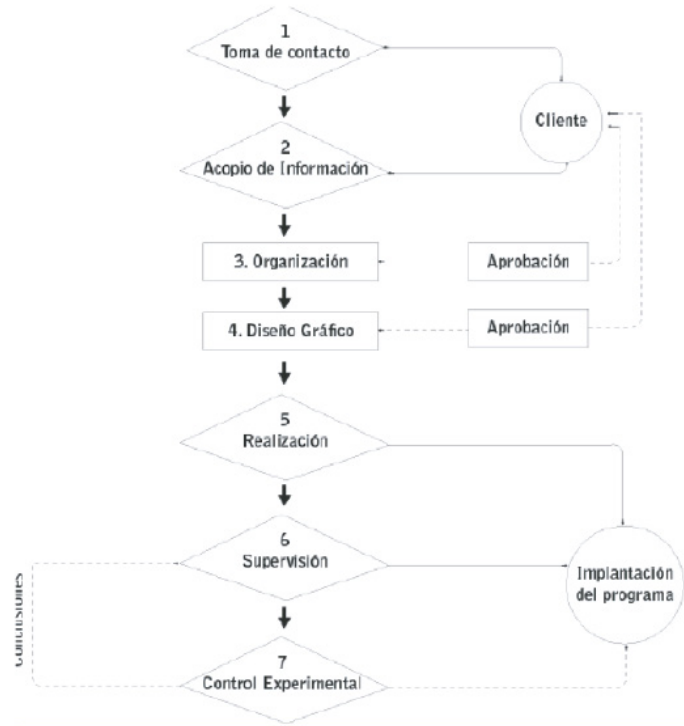 1
Toma de contacto
Cliente
2
Acopio de Información
3. Organización
Aprobación
4. Diseño Gráfico
Aprobación
5
Realización
6
Supervisión
Implantación
del programa
Conclusiones
7
Control Experimental